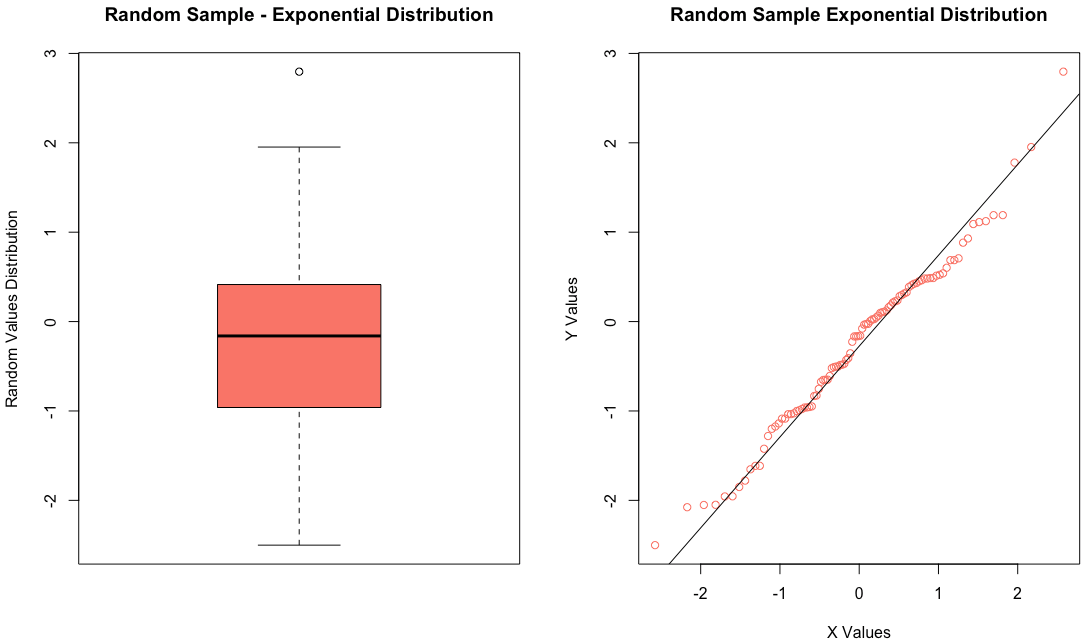 Random Sample - Exponential Distribution
Random Values Distribution
3
2
1
0
-1
-2
Random Sample Exponential Distribution
Y Values
3
2
1
0
-1
-2
-2 -1 0 1 2
X Values